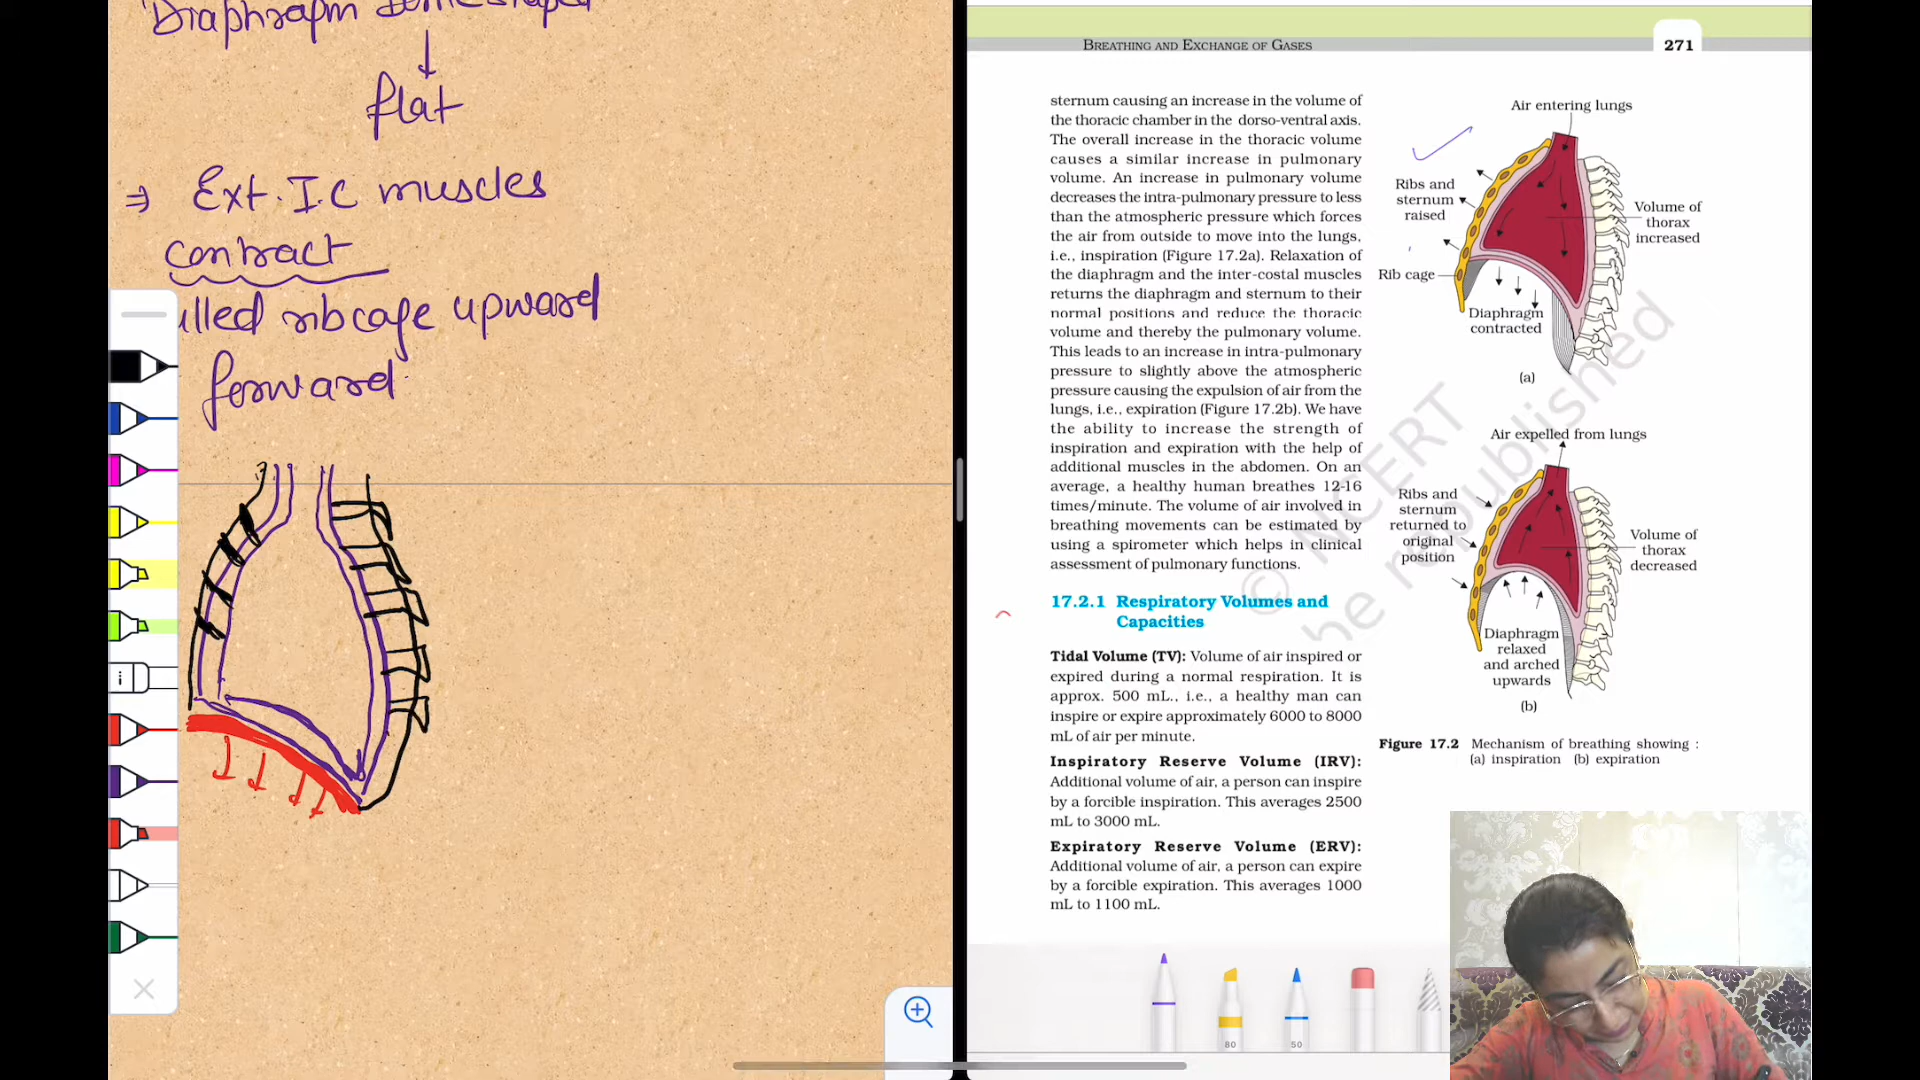 Diaphragm dome shaped
flat
⇒ Ext. I.C muscles
contract
ulled ribcage upward
forward.
BREATHING AND EXCHANGE OF GASES
271
sternum causing an increase in the volume of
the thoracic chamber in the dorso-ventral axis.
The overall increase in the thoracic volume
causes a similar increase in pulmonary
volume. An increase in pulmonary volume
decreases the intra-pulmonary pressure to less
than the atmospheric pressure which forces
the air from outside to move into the lungs,
i.e., inspiration (Figure 17.2a). Relaxation of
the diaphragm and the inter-costal muscles
returns the diaphragm and sternum to their
normal positions and reduce the thoracic
volume and thereby the pulmonary volume.
This leads to an increase in intra-pulmonary
pressure to slightly above the atmospheric
pressure causing the expulsion of air from the
lungs, i.e., expiration (Figure 17.2b). We have
the ability to increase the strength of
inspiration and expiration with the help of
additional muscles in the abdomen. On an
average, a healthy human breathes 12-16
times/minute. The volume of air involved in
breathing movements can be estimated by
using a spirometer which helps in clinical
assessment of pulmonary functions.
17.2.1 Respiratory Volumes and
Capacities
Tidal Volume (TV): Volume of air inspired or
expired during a normal respiration. It is
approx. 500 mL., i.e., a healthy man can
inspire or expire approximately 6000 to 8000
mL of air per minute.
Inspiratory Reserve Volume (IRV):
Additional volume of air, a person can inspire
by a forcible inspiration. This averages 2500
mL to 3000 mL.
Expiratory Reserve Volume (ERV):
Additional volume of air, a person can expire
by a forcible expiration. This averages 1000
mL to 1100 mL.
Air entering lungs
Ribs and
sternum
raised
Volume of
thorax
increased
Rib cage
Diaphragm
contracted
(a)
Air expelled from lungs
Ribs and
sternum
returned to
original
position
Volume of
thorax
decreased
Diaphragm
relaxed
and arched
upwards
(b)
Figure 17.2 Mechanism of breathing showing :
(a) inspiration (b) expiration
© NCERT
be republished
80
50